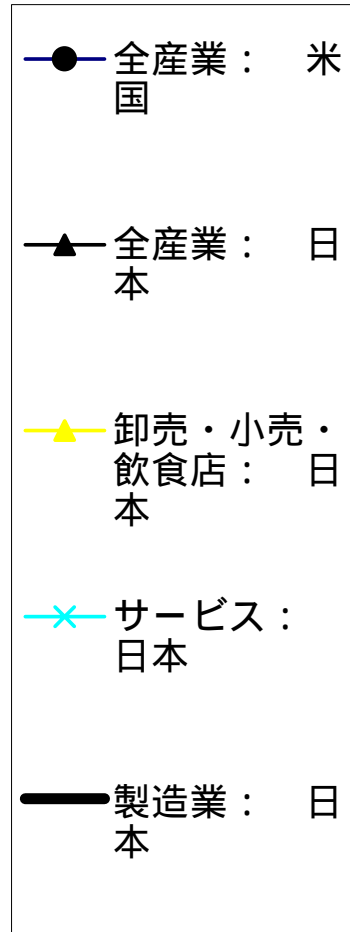 全産業：　米
国
全産業：　日
本
卸売・小売・
飲食店：　日
本
サービス：
日本
製造業：　日
本